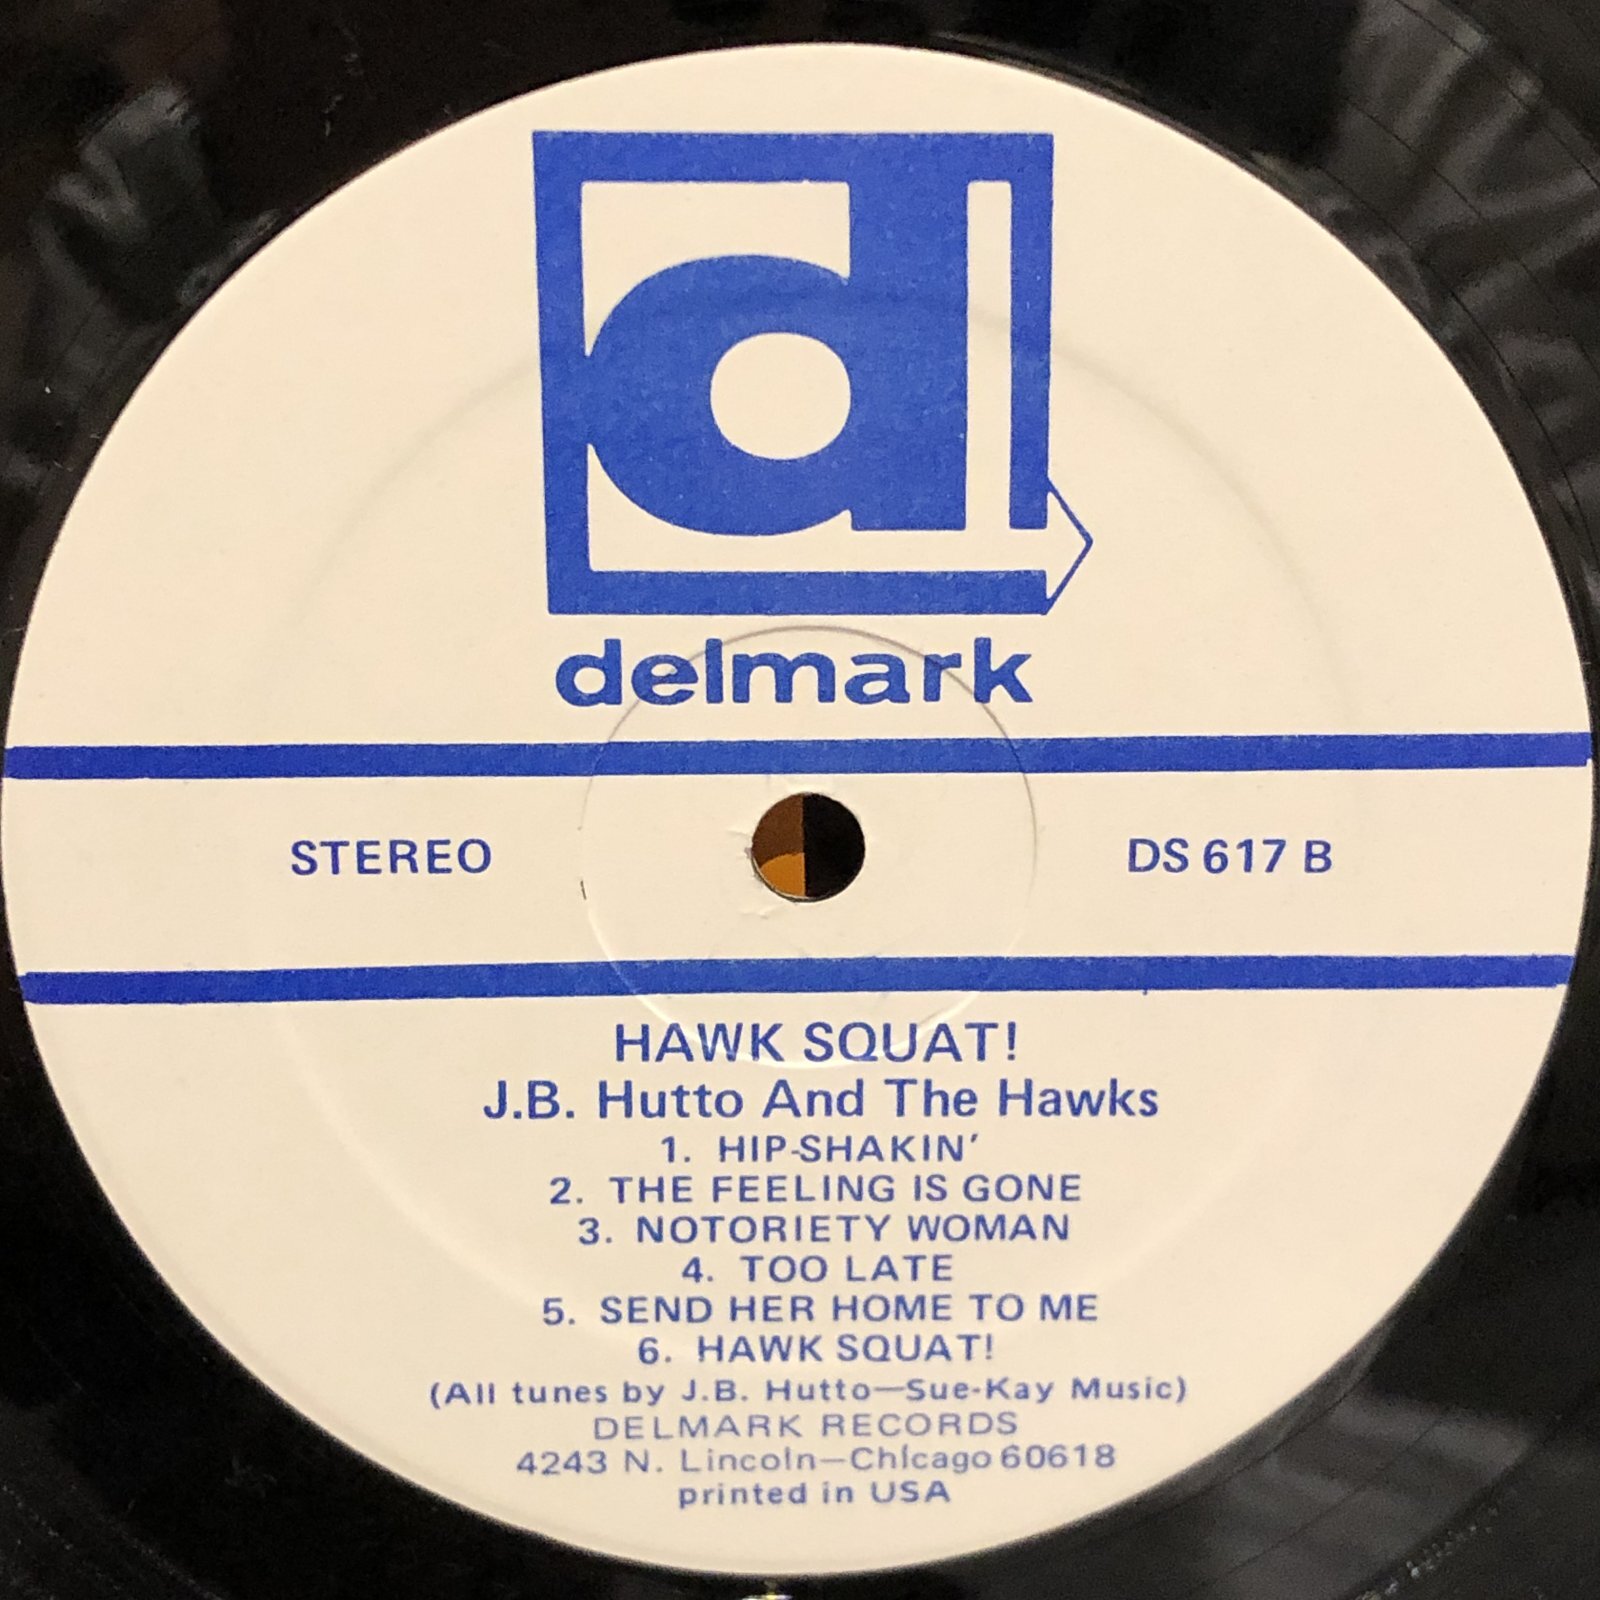 d
delmark
STEREO
DS 617 B
HAWK SQUAT!
J.B. Hutto And The Hawks
1. HIP-SHAKIN'
2. THE FEELING IS GONE
3. NOTORIETY WOMAN
4. TOO LATE
5. SEND HER HOME TO ME
6. HAWK SQUAT!
(All tunes by J.B. Hutto—Sue-Kay Music)
DELMARK RECORDS
4243 N. Lincoln—Chicago 60618
printed in USA